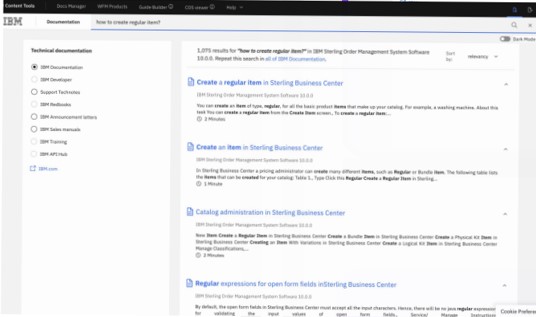 Content Tools Docs Manager WFM Products Guide Builder CDS viewer Help
IBM Documentation how to create regular item?
Dark Mode
Technical documentation
IBM Documentation
IBM Developer
Support Technotes
IBM Redbooks
IBM Announcement letters
IBM Sales manuals
IBM Training
IBM API Hub
IBM.com
1,075 results for "how to create regular item?" in IBM Sterling Order Management System Software
10.0.0. Repeat this search in all of IBM Documentation.
Sort
by: relevancy
Create a regular item in Sterling Business Center
IBM Sterling Order Management System Software 10.0.0
You can create an item of type, regular, for all the basic product items that make up your catalog. For example, a washing machine. About this
task You can create a regular item from the Create Item screen., To create a regular item:...
2 Minutes
Create an item in Sterling Business Center
IBM Sterling Order Management System Software 10.0.0
In Sterling Business Center a pricing administrator can create many different items, such as Regular or Bundle item. The following table lists
the items that can be created for your catalog: Table 1.. Type Click this Regular Create a Regular Item in Sterling...
1 Minute
Catalog administration in Sterling Business Center
IBM Sterling Order Management System Software 10.0.0
New Item Create a Regular Item in Sterling Business Center Create a Bundle Item in Sterling Business Center Create a Physical Kit Item in
Sterling Business Center Creating an Item With Variations in Sterling Business Center Create a Logical Kit Item in Sterling Business Center
Manage Classifications,...
2 Minutes
Regular expressions for open form fields inSterling Business Center
IBM Sterling Order Management System Software 10.0.0
By default, the open form fields in Sterling Business Center must accept all the input characters. Hence, there will be no java regular expression
for validating the input values of open form fields. Service/ Manage Instructions
Cookie Prefere